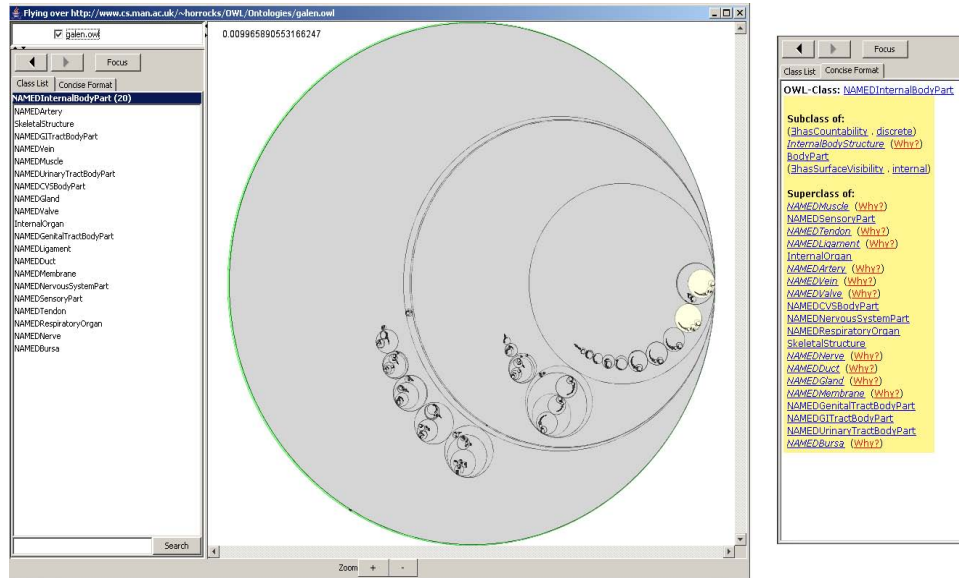 Flying over http://www.cs.man.ac.uk/~horrocks/OWL/Ontologies/galen.owl
galen.owl
Focus
Class List Concise Format
NAMEDInternalBodyPart (20)
NAMEDArtery
SkeletalStructure
NAMEDGITractBodyPart
NAMEDVein
NAMEDMuscle
NAMEDUrinaryTractBodyPart
NAMEDCVSBodyPart
NAMEDGland
NAMEDValve
InternalOrgan
NAMEDGenitalTractBodyPart
NAMEDLigament
NAMEDDuct
NAMEDMembrane
NAMEDNervousSystemPart
NAMEDSensoryPart
NAMEDTendon
NAMEDRespiratoryOrgan
NAMEDNerve
NAMEDBursa
Search
0.009965890553166247
Zoom + -
Focus
Class List Concise Format
OWL-Class: NAMEDInternalBodyPart
Subclass of:
(∃hasCountability . discrete)
InternalBodyStructure (Why?)
BodyPart
(∃hasSurfaceVisibility . internal)
Superclass of:
NAMEDMuscle (Why?)
NAMEDSensoryPart
NAMEDTendon (Why?)
NAMEDLigament (Why?)
InternalOrgan
NAMEDArtery (Why?)
NAMEDVein (Why?)
NAMEDValve (Why?)
NAMEDCVSBodyPart
NAMEDNervousSystemPart
NAMEDRespiratoryOrgan
SkeletalStructure
NAMEDNerve (Why?)
NAMEDDuct (Why?)
NAMEDGland (Why?)
NAMEDMembrane (Why?)
NAMEDGenitalTractBodyPart
NAMEDGITractBodyPart
NAMEDUrinaryTractBodyPart
NAMEDBursa (Why?)